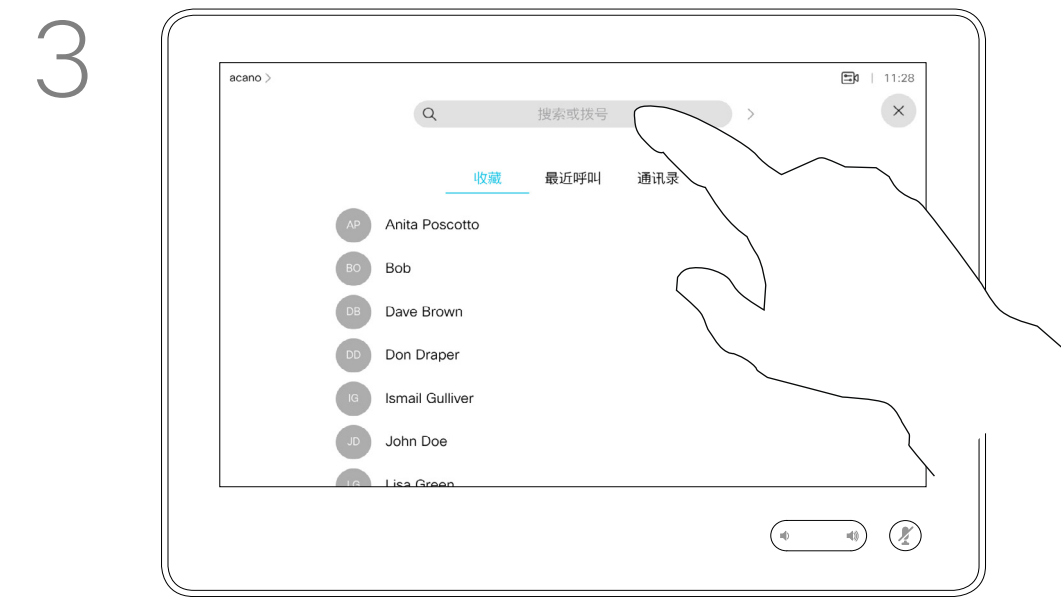 3
acano > 11:28
搜索或拨号
收藏 最近呼叫 通讯录
AP Anita Poscotto
BO Bob
DB Dave Brown
DD Don Draper
IG Ismail Gulliver
JD John Doe
LG Lisa Green